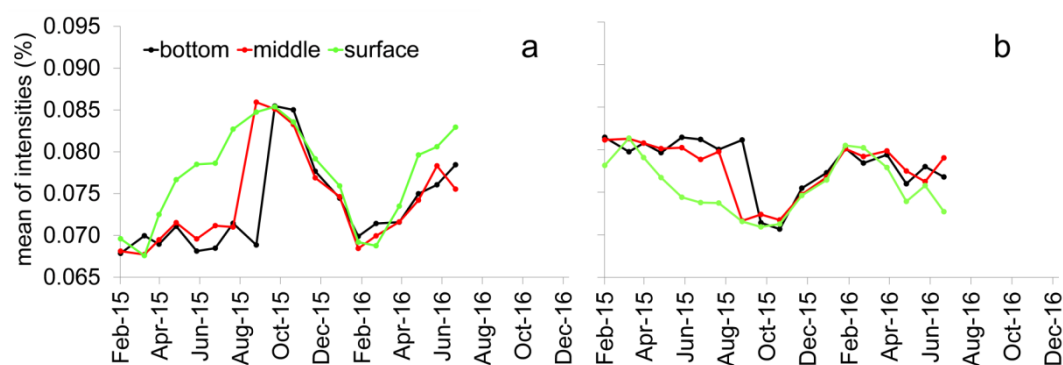 0.095
0.090
0.085
0.080
0.075
0.070
0.065
mean of intensities (%)
bottom middle surface
a
b
Feb-15
Apr-15
Jun-15
Aug-15
Oct-15
Dec-15
Feb-16
Apr-16
Jun-16
Aug-16
Oct-16
Dec-16
Feb-15
Apr-15
Jun-15
Aug-15
Oct-15
Dec-15
Feb-16
Apr-16
Jun-16
Aug-16
Oct-16
Dec-16